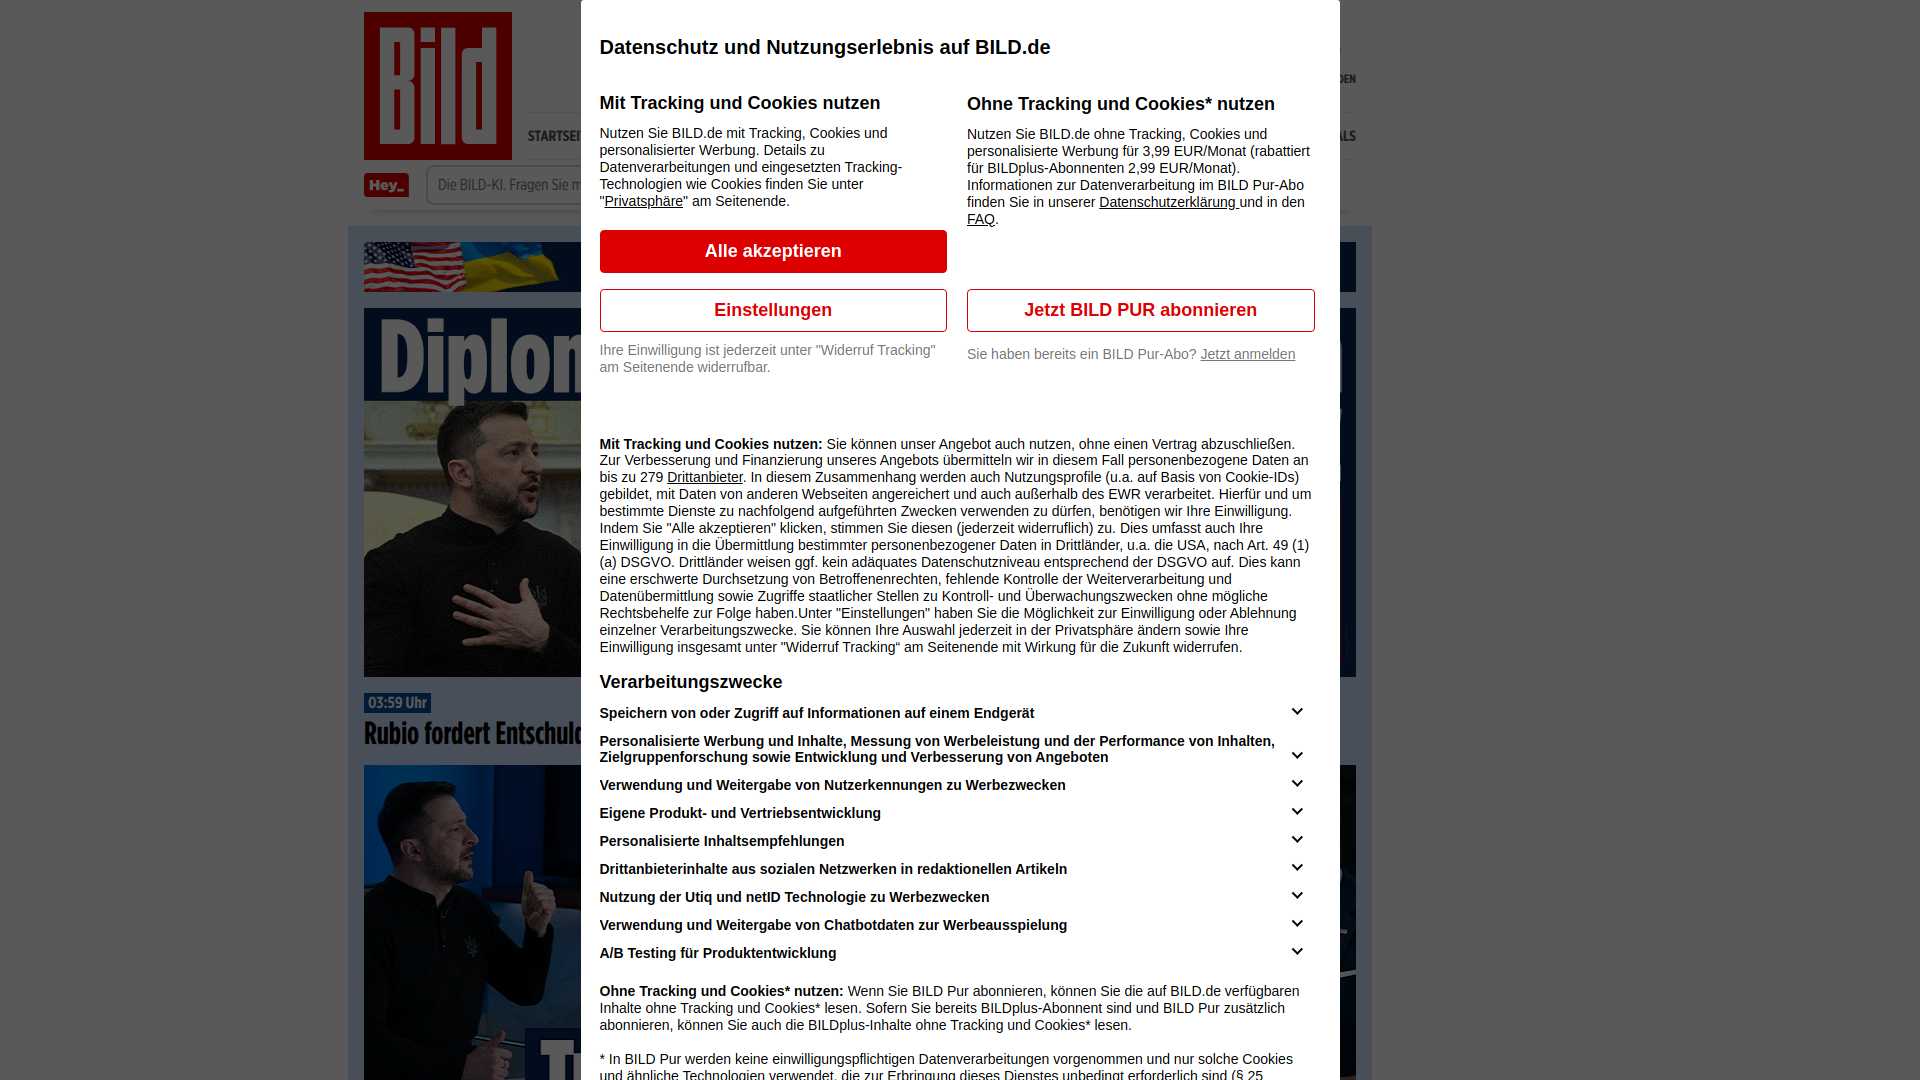 Bild
Datenschutz und Nutzungserlebnis auf BILD.de
Mit Tracking und Cookies nutzen
Nutzen Sie BILD.de mit Tracking, Cookies und
personalisierter Werbung. Details zu
Datenverarbeitungen und eingesetzten Tracking-
Technologien wie Cookies finden Sie unter
"Privatsphäre" am Seitenende.
Alle akzeptieren
Einstellungen
Ihre Einwilligung ist jederzeit unter "Widerruf Tracking"
am Seitenende widerrufbar.
Ohne Tracking und Cookies* nutzen
Nutzen Sie BILD.de ohne Tracking, Cookies und
personalisierte Werbung für 3,99 EUR/Monat (rabattiert
für BILDplus-Abonnenten 2,99 EUR/Monat).
Informationen zur Datenverarbeitung im BILD Pur-Abo
finden Sie in unserer Datenschutzerklärung und in den
FAQ.
Jetzt BILD PUR abonnieren
Sie haben bereits ein BILD Pur-Abo? Jetzt anmelden
Mit Tracking und Cookies nutzen: Sie können unser Angebot auch nutzen, ohne einen Vertrag abzuschließen.
Zur Verbesserung und Finanzierung unseres Angebots übermitteln wir in diesem Fall personenbezogene Daten an
bis zu 279 Drittanbieter. In diesem Zusammenhang werden auch Nutzungsprofile (u.a. auf Basis von Cookie-IDs)
gebildet, mit Daten von anderen Webseiten angereichert und auch außerhalb des EWR verarbeitet. Hierfür und um
bestimmte Dienste zu nachfolgend aufgeführten Zwecken verwenden zu dürfen, benötigen wir Ihre Einwilligung.
Indem Sie "Alle akzeptieren" klicken, stimmen Sie diesen (jederzeit widerruflich) zu. Dies umfasst auch Ihre
Einwilligung in die Übermittlung bestimmter personenbezogener Daten in Drittländer, u.a. die USA, nach Art. 49 (1)
(a) DSGVO. Drittländer weisen ggf. kein adäquates Datenschutzniveau entsprechend der DSGVO auf. Dies kann
eine erschwerte Durchsetzung von Betroffenenrechten, fehlende Kontrolle der Weiterverarbeitung und
Datenübermittlung sowie Zugriffe staatlicher Stellen zu Kontroll- und Überwachungszwecken ohne mögliche
Rechtsbehelfe zur Folge haben.Unter "Einstellungen" haben Sie die Möglichkeit zur Einwilligung oder Ablehnung
einzelner Verarbeitungszwecke. Sie können Ihre Auswahl jederzeit in der Privatsphäre ändern sowie Ihre
Einwilligung insgesamt unter "Widerruf Tracking“ am Seitenende mit Wirkung für die Zukunft widerrufen.
Verarbeitungszwecke
Speichern von oder Zugriff auf Informationen auf einem Endgerät
Personalisierte Werbung und Inhalte, Messung von Werbeleistung und der Performance von Inhalten,
Zielgruppenforschung sowie Entwicklung und Verbesserung von Angeboten
Verwendung und Weitergabe von Nutzerkennungen zu Werbezwecken
Eigene Produkt- und Vertriebsentwicklung
Personalisierte Inhaltsempfehlungen
Drittanbieterinhalte aus sozialen Netzwerken in redaktionellen Artikeln
Nutzung der Utiq und netID Technologie zu Werbezwecken
Verwendung und Weitergabe von Chatbotdaten zur Werbeausspielung
A/B Testing für Produktentwicklung
Ohne Tracking und Cookies* nutzen: Wenn Sie BILD Pur abonnieren, können Sie die auf BILD.de verfügbaren
Inhalte ohne Tracking und Cookies* lesen. Sofern Sie bereits BILDplus-Abonnent sind und BILD Pur zusätzlich
abonnieren, können Sie auch die BILDplus-Inhalte ohne Tracking und Cookies* lesen.
* In BILD Pur werden keine einwilligungspflichtigen Datenverarbeitungen vorgenommen und nur solche Cookies
und ähnliche Technologien verwendet, die zur Erbringung dieses Dienstes unbedingt erforderlich sind (§ 25
STARTSEI
Hey_
Die BILD-KI. Fragen Sie m
Diplon
03:59 Uhr
Rubio fordert Entschuld